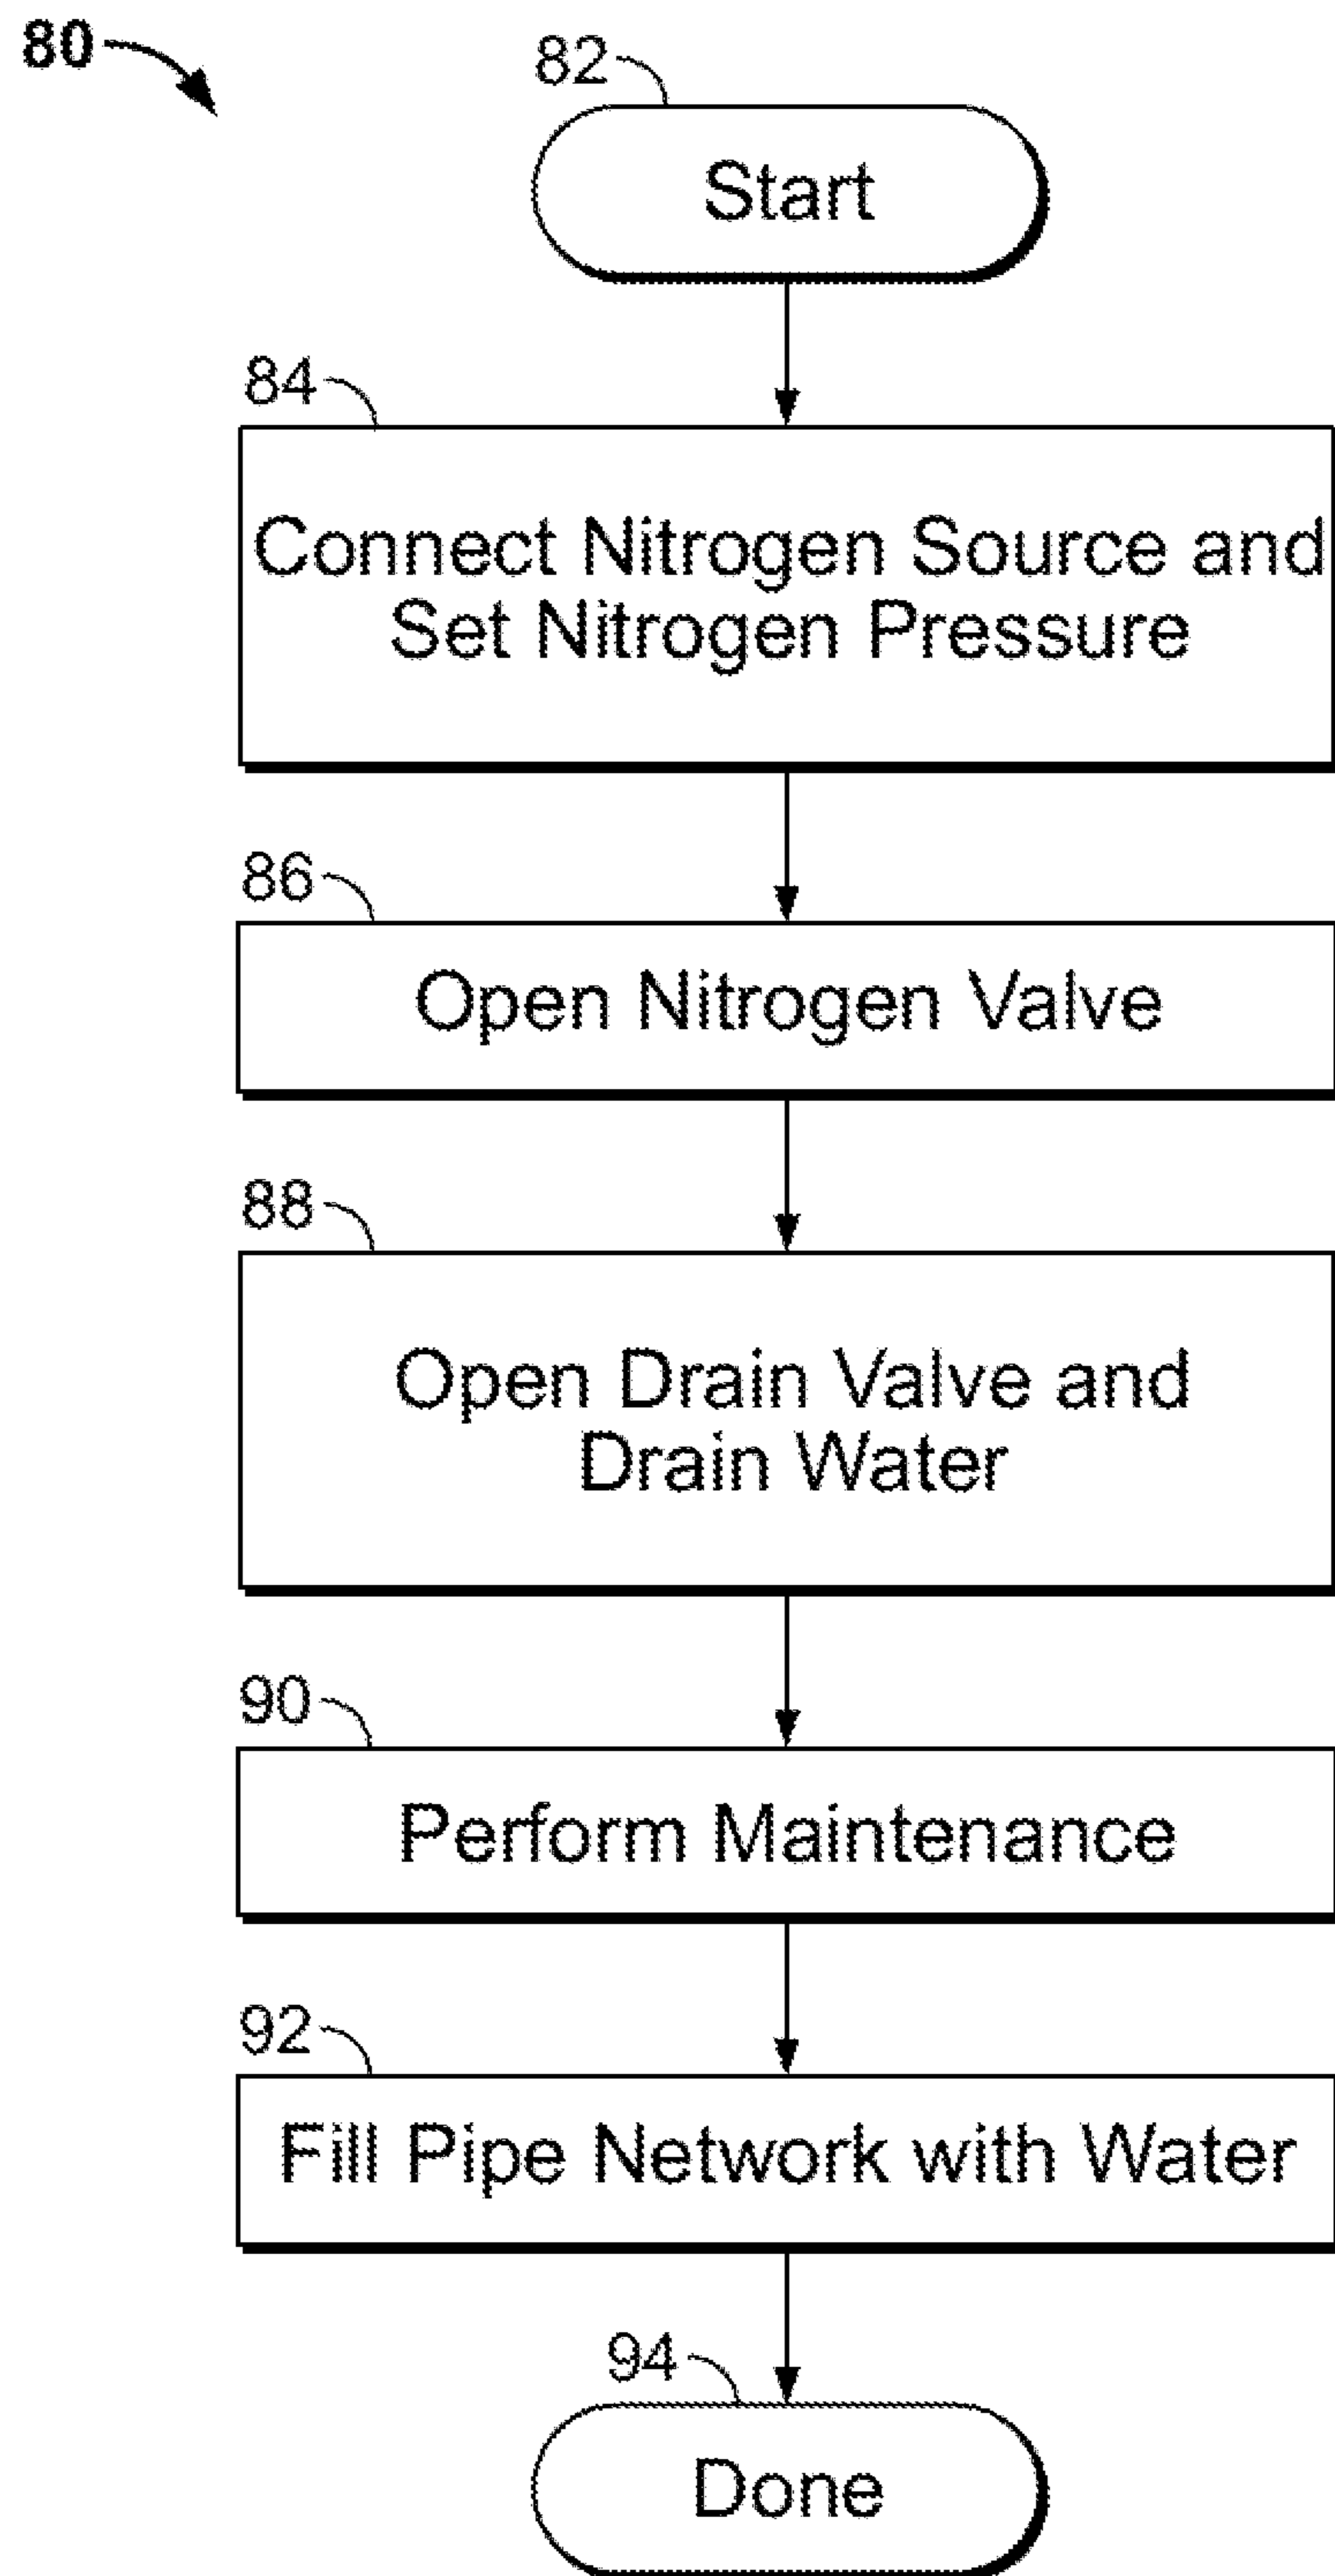 80
82
Start
84
Connect Nitrogen Source and
Set Nitrogen Pressure
86
Open Nitrogen Valve
88
Open Drain Valve and
Drain Water
90
Perform Maintenance
92
Fill Pipe Network with Water
94
Done